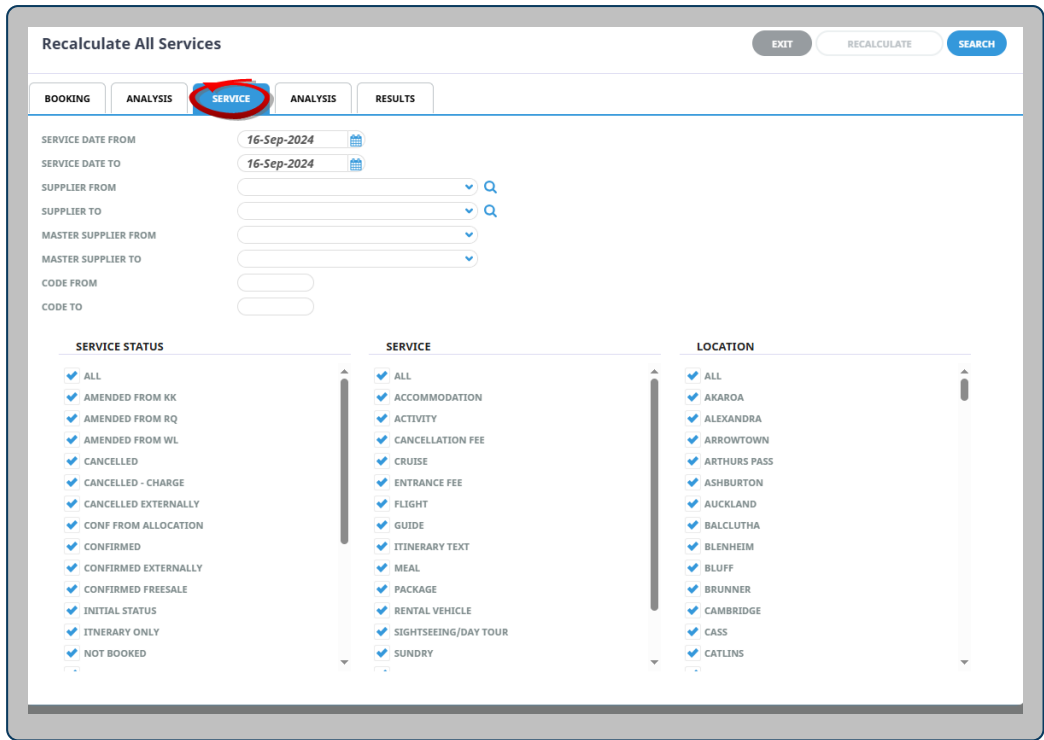 Recalculate All Services
EXIT
RECALCULATE
SEARCH
BOOKING
ANALYSIS
SERVICE
ANALYSIS
RESULTS
SERVICE DATE FROM
16-Sep-2024
SERVICE DATE TO
16-Sep-2024
SUPPLIER FROM
SUPPLIER TO
MASTER SUPPLIER FROM
MASTER SUPPLIER TO
CODE FROM
CODE TO
SERVICE STATUS
ALL
AMENDED FROM KK
AMENDED FROM RQ
AMENDED FROM WL
CANCELLED
CANCELLED - CHARGE
CANCELLED EXTERNALLY
CONF FROM ALLOCATION
CONFIRMED
CONFIRMED EXTERNALLY
CONFIRMED FREESALE
INITIAL STATUS
ITNERARY ONLY
NOT BOOKED
SERVICE
ALL
ACCOMMODATION
ACTIVITY
CANCELLATION FEE
CRUISE
ENTRANCE FEE
FLIGHT
GUIDE
ITINERARY TEXT
MEAL
PACKAGE
RENTAL VEHICLE
SIGHTSEEING/DAY TOUR
SUNDRY
LOCATION
ALL
AKAROA
ALEXANDRA
ARROWTOWN
ARTHURS PASS
ASHBURTON
AUCKLAND
BALCLUTHA
BLENHEIM
BLUFF
BRUNNER
CAMBRIDGE
CASS
CATLINS